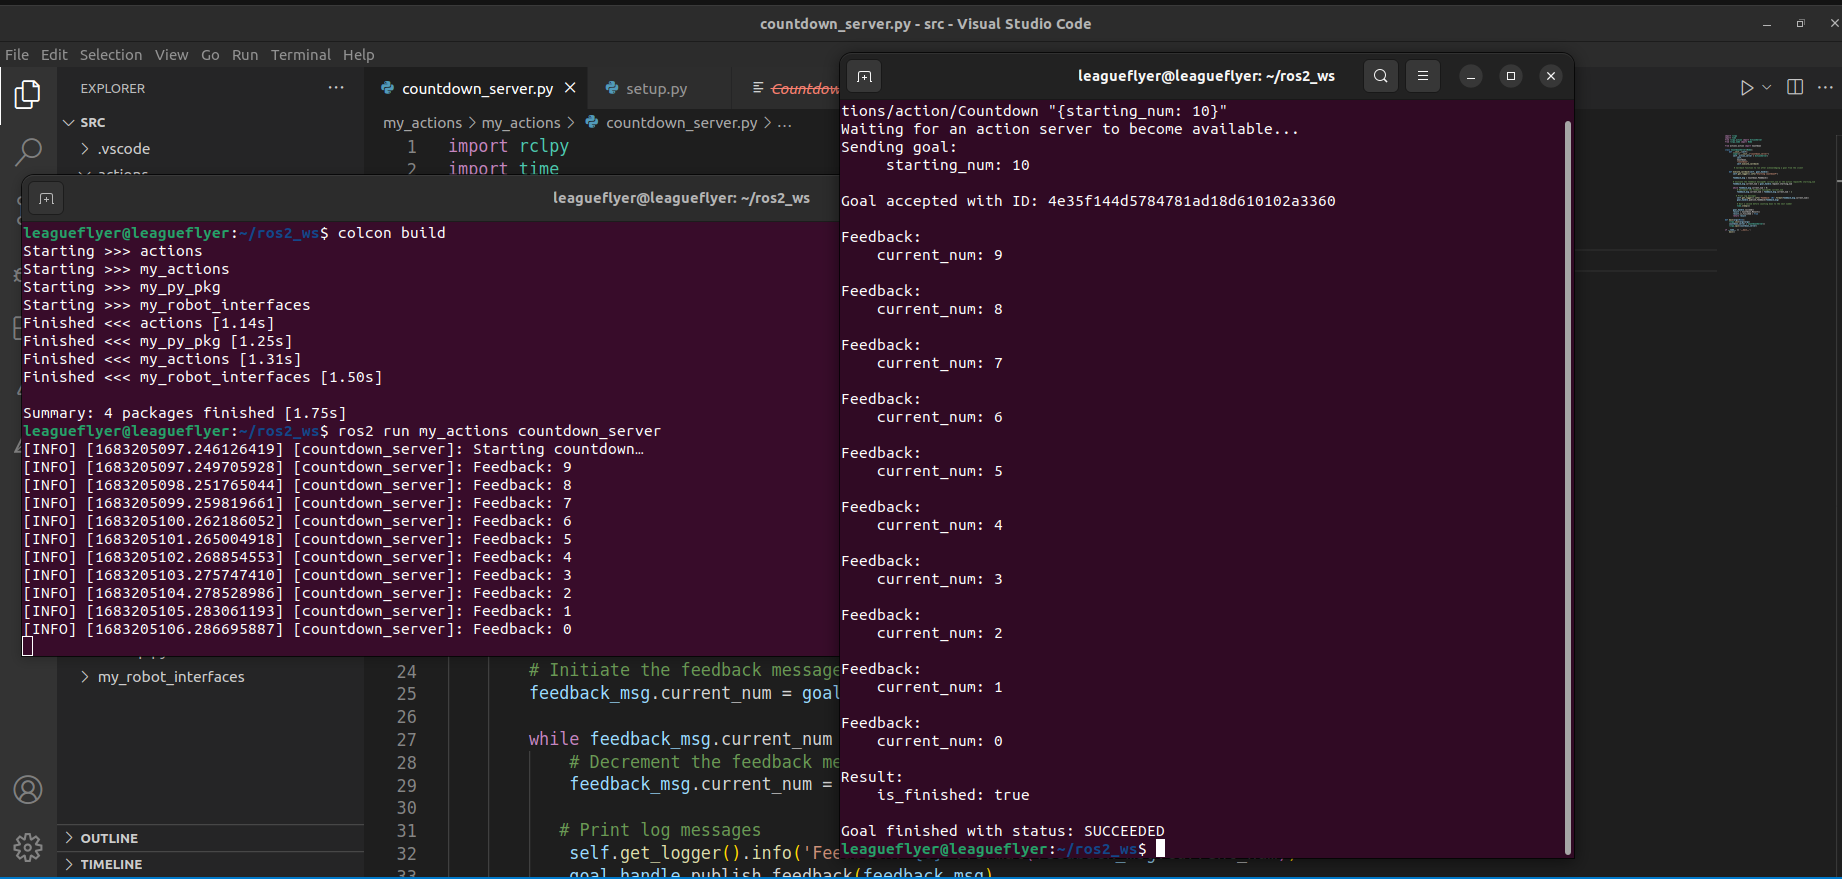 countdown_server.py - src - Visual Studio Code
File Edit Selection View Go Run Terminal Help
EXPLORER
SRC
.vscode
actions
my_robot_interfaces
OUTLINE
TIMELINE
countdown_server.py
setup.py
my_actions > my_actions > countdown_server.py > ...
1 import rclpy
2 import time
24 # Initiate the feedback message
25 feedback_msg.current_num = goal
26
27 while feedback_msg.current_num
28 # Decrement the feedback me
29 feedback_msg.current_num =
30
31 # Print log messages
32 self.get_logger().info('Fee
33 goal_handle.publish_feedback(feedback_msg)
leagueflyer@leagueflyer: ~/ros2_ws
leagueflyer@leagueflyer:~/ros2_ws$ colcon build
Starting >>> actions
Starting >>> my_actions
Starting >>> my_py_pkg
Starting >>> my_robot_interfaces
Finished <<< actions [1.14s]
Finished <<< my_py_pkg [1.25s]
Finished <<< my_actions [1.31s]
Finished <<< my_robot_interfaces [1.50s]
Summary: 4 packages finished [1.75s]
leagueflyer@leagueflyer:~/ros2_ws$ ros2 run my_actions countdown_server
[INFO] [1683205097.246126419] [countdown_server]: Starting countdown…
[INFO] [1683205097.249705928] [countdown_server]: Feedback: 9
[INFO] [1683205098.251765044] [countdown_server]: Feedback: 8
[INFO] [1683205099.259819661] [countdown_server]: Feedback: 7
[INFO] [1683205100.262186052] [countdown_server]: Feedback: 6
[INFO] [1683205101.265004918] [countdown_server]: Feedback: 5
[INFO] [1683205102.268854553] [countdown_server]: Feedback: 4
[INFO] [1683205103.275747410] [countdown_server]: Feedback: 3
[INFO] [1683205104.278528986] [countdown_server]: Feedback: 2
[INFO] [1683205105.283061193] [countdown_server]: Feedback: 1
[INFO] [1683205106.286695887] [countdown_server]: Feedback: 0
leagueflyer@leagueflyer: ~/ros2_ws
tions/action/Countdown "{starting_num: 10}"
Waiting for an action server to become available...
Sending goal:
starting_num: 10
Goal accepted with ID: 4e35f144d5784781ad18d610102a3360
Feedback:
current_num: 9
Feedback:
current_num: 8
Feedback:
current_num: 7
Feedback:
current_num: 6
Feedback:
current_num: 5
Feedback:
current_num: 4
Feedback:
current_num: 3
Feedback:
current_num: 2
Feedback:
current_num: 1
Feedback:
current_num: 0
Result:
is_finished: true
Goal finished with status: SUCCEEDED
leagueflyer@leagueflyer:~/ros2_ws$